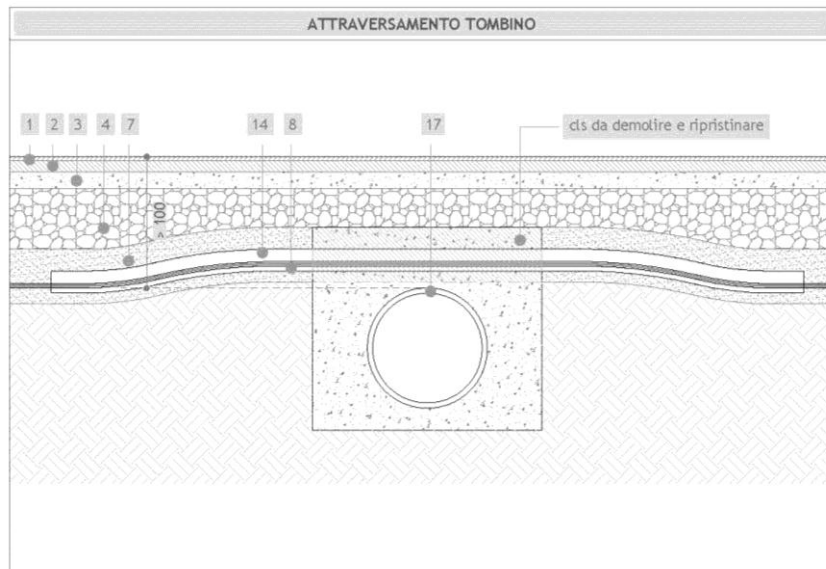 ATTRAVERSAMENTO TOMBINO
1 2 3 4 7 14 8 17 cls da demolire e ripristinare
> 100